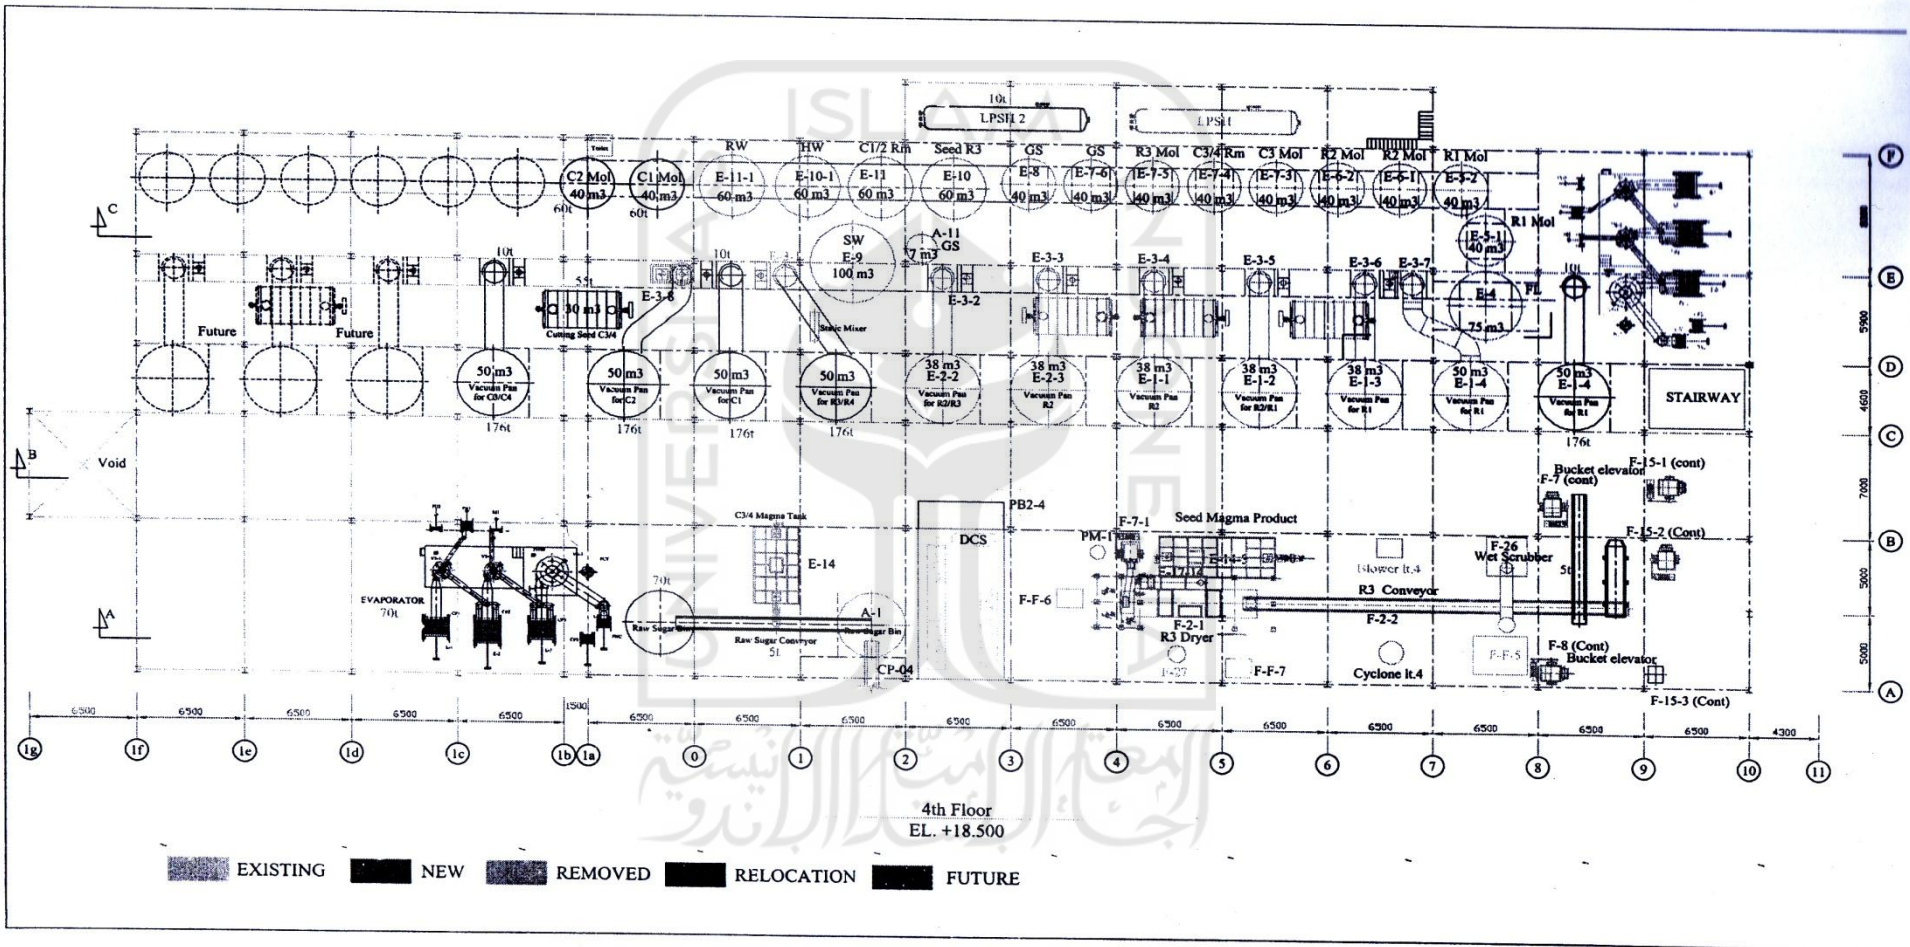 LPSH 2
10t
LPSH
RW
HW
C1/2 Rm
Seed R3
GS
GS
R3 Mol
C3/4 Rm
C3 Mol
R2 Mol
R2 Mol
R1 Mol
C2 Mol
40 m3
C1 Mol
40 m3
E-11-1
60 m3
E-10-1
60 m3
E-11
60 m3
E-10
60 m3
E-8
40 m3
E-7-6
40 m3
E-7-5
40 m3
E-7-4
40 m3
E-7-3
40 m3
E-6-2
40 m3
E-6-1
40 m3
E-5-2
40 m3
60t
60t
R1 Mol
E-5-1
40 m3
SW
E-9
100 m3
A-11
GS
7 m3
C
10t
10t
55t
30 m3
Cutting Seed C3/4
E-3-8
E-3-2
E-3-3
E-3-4
E-3-5
E-3-6
E-3-7
E-4
75 m3
10t
Static Mixer
Future
Future
50 m3
Vacuum Pan
for C3/C4
176t
50 m3
Vacuum Pan
for C2
176t
50 m3
Vacuum Pan
for C1
176t
50 m3
Vacuum Pan
for R3/R4
176t
38 m3
E-2-2
Vacuum Pan
for R2/R3
38 m3
E-2-3
Vacuum Pan
R2
38 m3
E-1-1
Vacuum Pan
R2
38 m3
E-1-2
Vacuum Pan
for R2/R1
38 m3
E-1-3
Vacuum Pan
for R1
50 m3
E-1-4
Vacuum Pan
for R1
50 m3
E-1-4
Vacuum Pan
for R1
176t
STAIRWAY
B
Void
EVAPORATOR
70t
70t
Raw Sugar Bin
C3/4 Magma Tank
E-14
A-1
Raw Sugar Bin
Raw Sugar Conveyor
5t
CP-04
PB2-4
DCS
PM-1
F-7-1
Seed Magma Product
E-14-3
F-F-6
F-2-1
R3 Dryer
F-27
F-F-7
Blower lt.4
R3 Conveyor
F-2-2
Cyclone lt.4
F-26
Wet Scrubber
5t
F-F-5
Bucket elevator
F-7 (cont)
F-15-1 (cont)
F-15-2 (Cont)
F-8 (Cont)
Bucket elevator
F-15-3 (Cont)
A
F
E
D
C
B
A
5900
4600
7000
5000
5000
6500
6500
6500
6500
6500
1500
6500
6500
6500
6500
6500
6500
6500
6500
6500
6500
6500
4300
1g
1f
1e
1d
1c
1b
1a
0
1
2
3
4
5
6
7
8
9
10
11
4th Floor
EL. +18.500
EXISTING
NEW
REMOVED
RELOCATION
FUTURE
UNIVERSITAS
ISLAM
INDONESIA